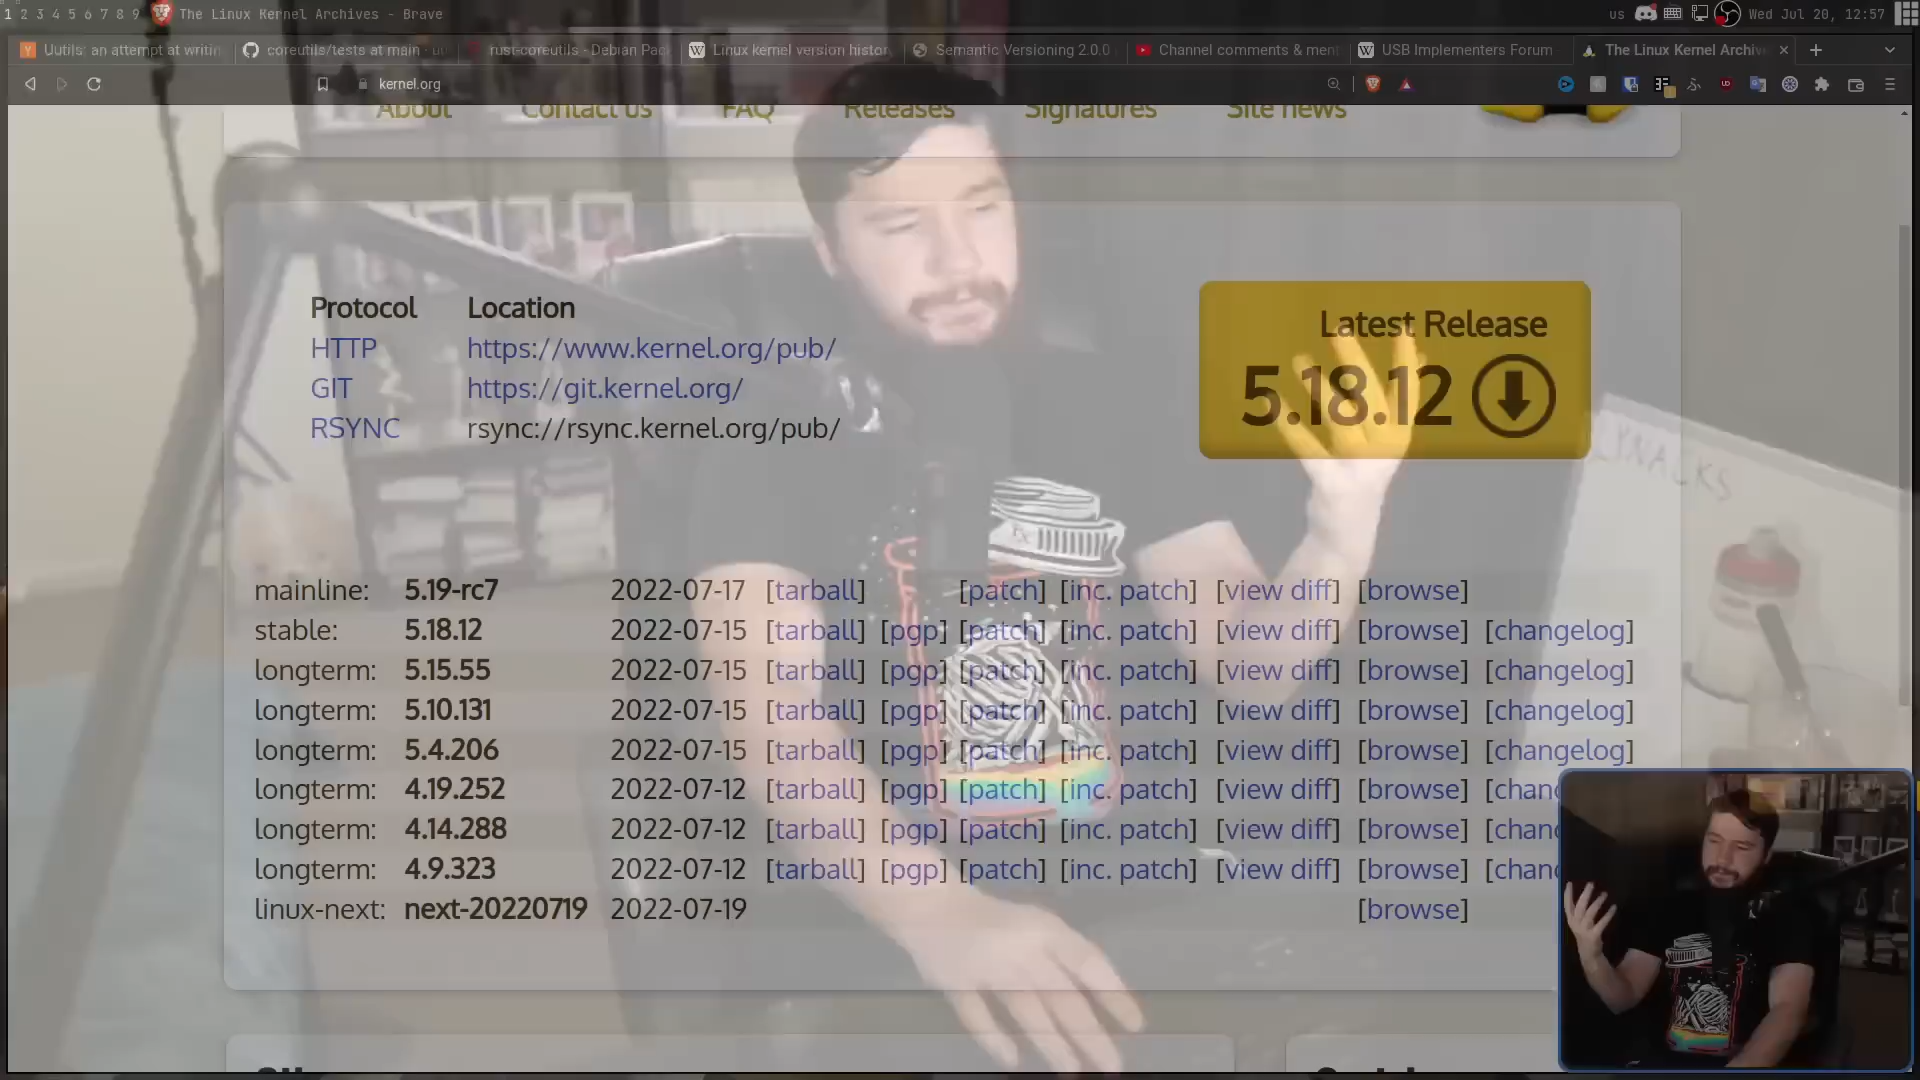 1 2 3 4 5 6 7 8 9 The Linux Kernel Archives - Brave us Wed Jul 20, 12:57
Uutils: an attempt at writin coreutils/tests at main · uu rust-coreutils - Debian Pack Linux kernel version history Semantic Versioning 2.0.0 Channel comments & ment USB Implementers Forum The Linux Kernel Archiv
kernel.org
About Contact us FAQ Releases Signatures Site news
Protocol Location
HTTP https://www.kernel.org/pub/
GIT https://git.kernel.org/
RSYNC rsync://rsync.kernel.org/pub/
Latest Release
5.18.12
mainline: 5.19-rc7 2022-07-17 [tarball] [patch] [inc. patch] [view diff] [browse]
stable: 5.18.12 2022-07-15 [tarball] [pgp] [patch] [inc. patch] [view diff] [browse] [changelog]
longterm: 5.15.55 2022-07-15 [tarball] [pgp] [patch] [inc. patch] [view diff] [browse] [changelog]
longterm: 5.10.131 2022-07-15 [tarball] [pgp] [patch] [inc. patch] [view diff] [browse] [changelog]
longterm: 5.4.206 2022-07-15 [tarball] [pgp] [patch] [inc. patch] [view diff] [browse] [changelog]
longterm: 4.19.252 2022-07-12 [tarball] [pgp] [patch] [inc. patch] [view diff] [browse] [chang
longterm: 4.14.288 2022-07-12 [tarball] [pgp] [patch] [inc. patch] [view diff] [browse] [chang
longterm: 4.9.323 2022-07-12 [tarball] [pgp] [patch] [inc. patch] [view diff] [browse] [chang
linux-next: next-20220719 2022-07-19 [browse]